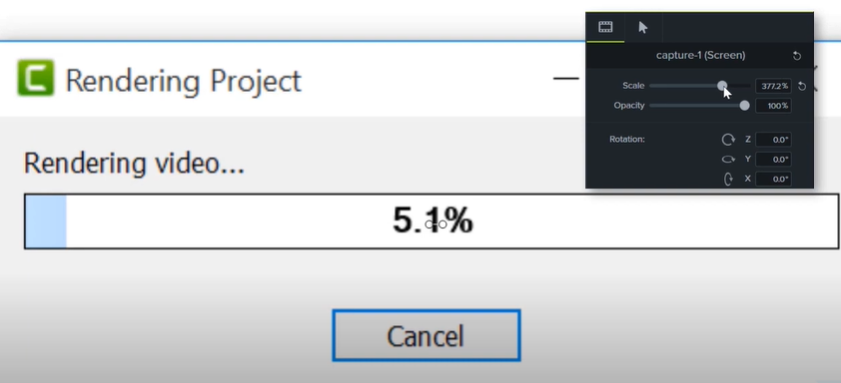 Rendering Project
Rendering video...
5.1%
Cancel
capture-1 (Screen)
Scale 377.2%
Opacity 100%
Rotation: Z 0.0°
Y 0.0°
X 0.0°